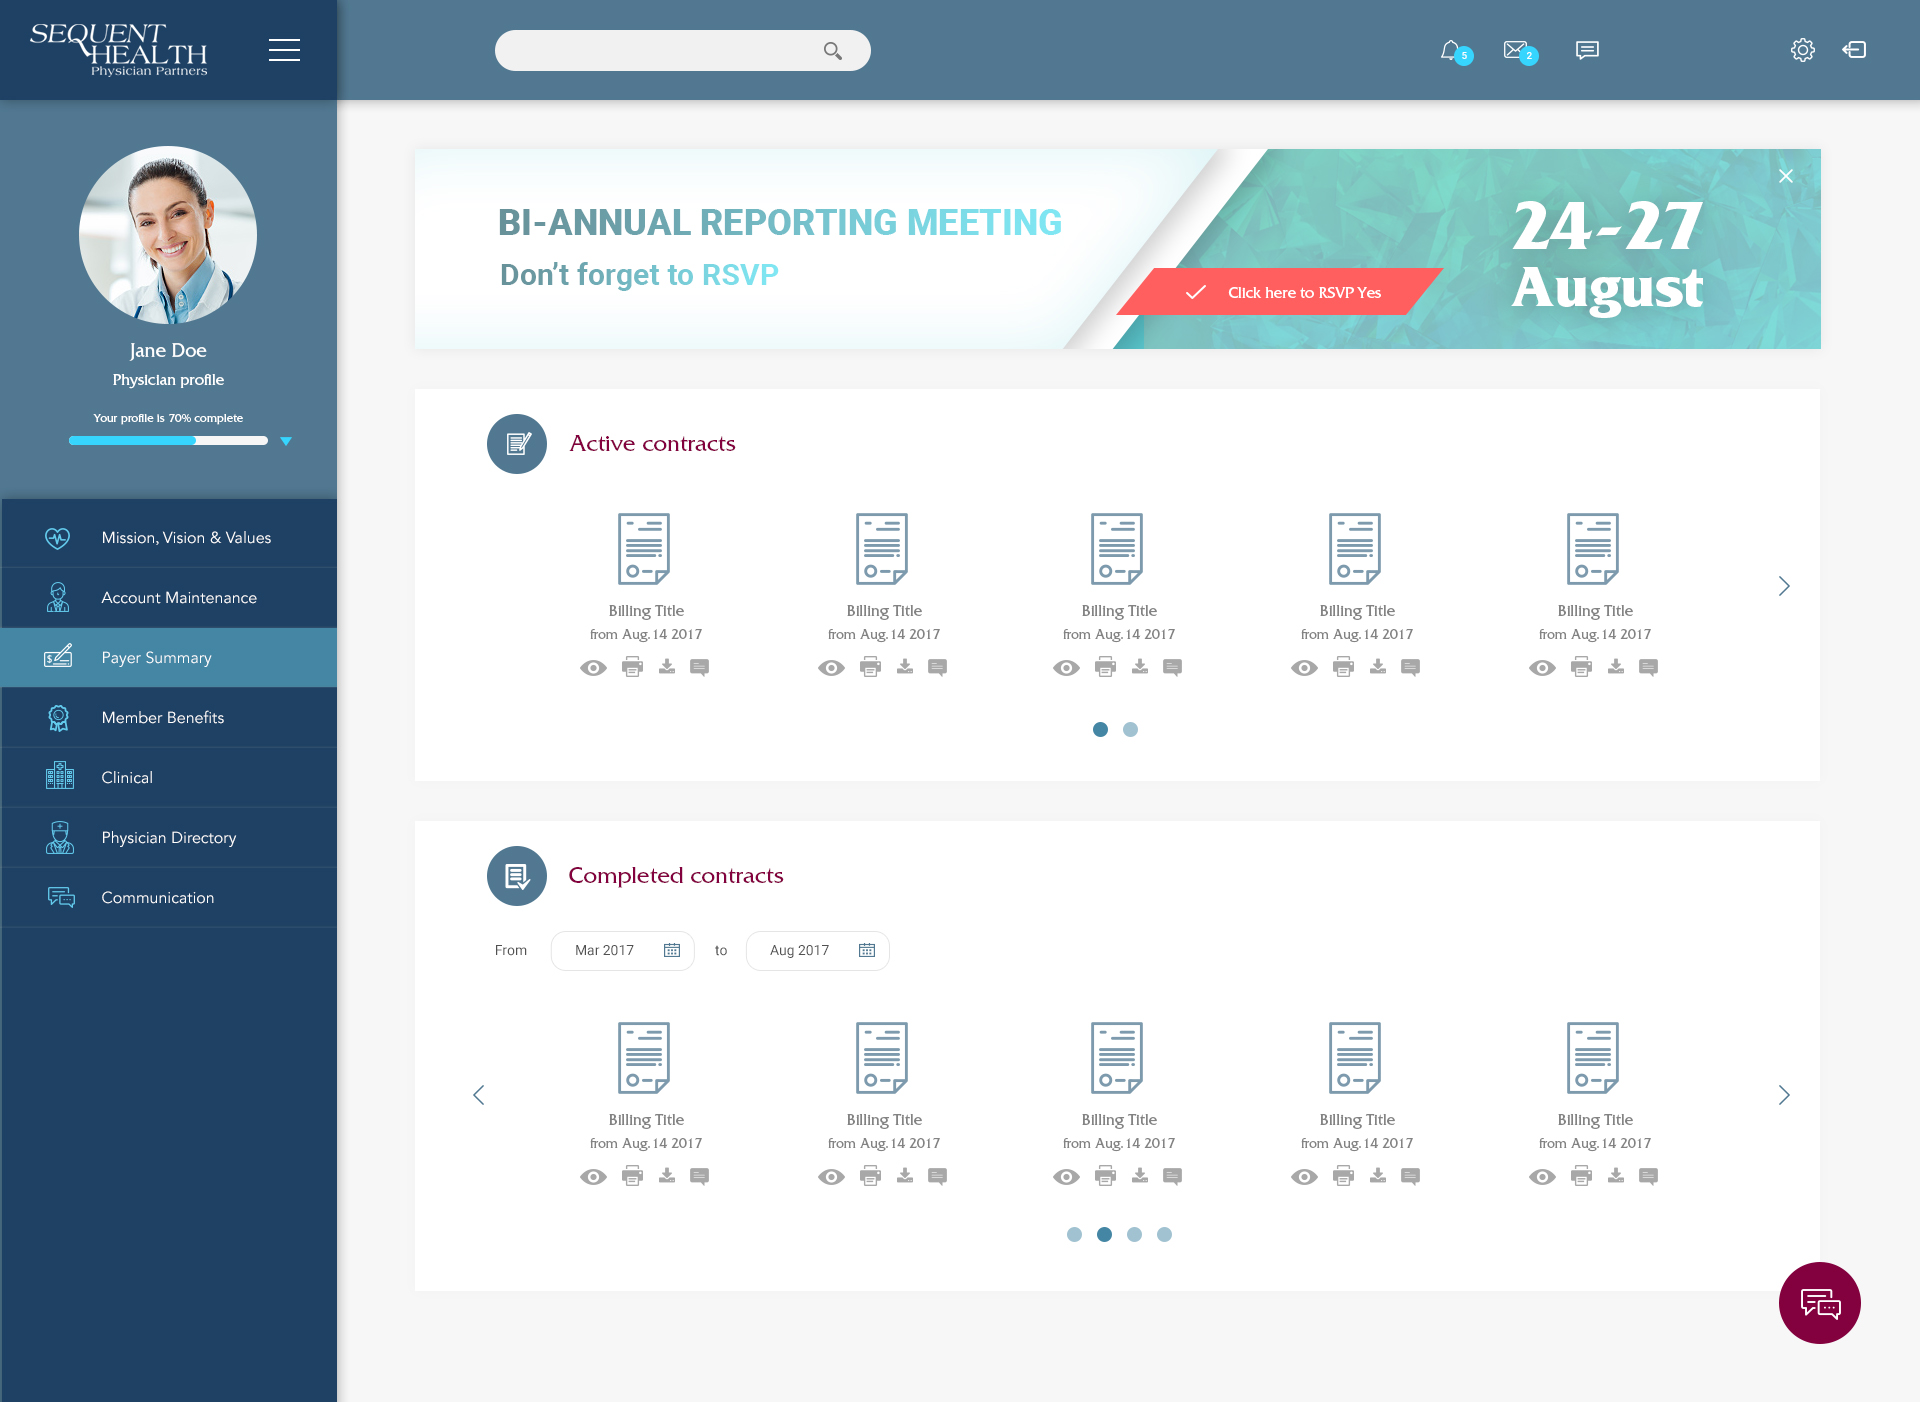 SEQUENT
HEALTH
Physician Partners
5
2
Jane Doe
Physician profile
Your profile is 70% complete
Mission, Vision & Values
Account Maintenance
Payer Summary
Member Benefits
Clinical
Physician Directory
Communication
BI-ANNUAL REPORTING MEETING
Don't forget to RSVP
Click here to RSVP Yes
24-27
August
Active contracts
Billing Title Billing Title Billing Title Billing Title Billing Title
from Aug. 14 2017 from Aug. 14 2017 from Aug. 14 2017 from Aug. 14 2017 from Aug. 14 2017
Completed contracts
From Mar 2017 to Aug 2017
Billing Title Billing Title Billing Title Billing Title Billing Title
from Aug. 14 2017 from Aug. 14 2017 from Aug. 14 2017 from Aug. 14 2017 from Aug. 14 2017